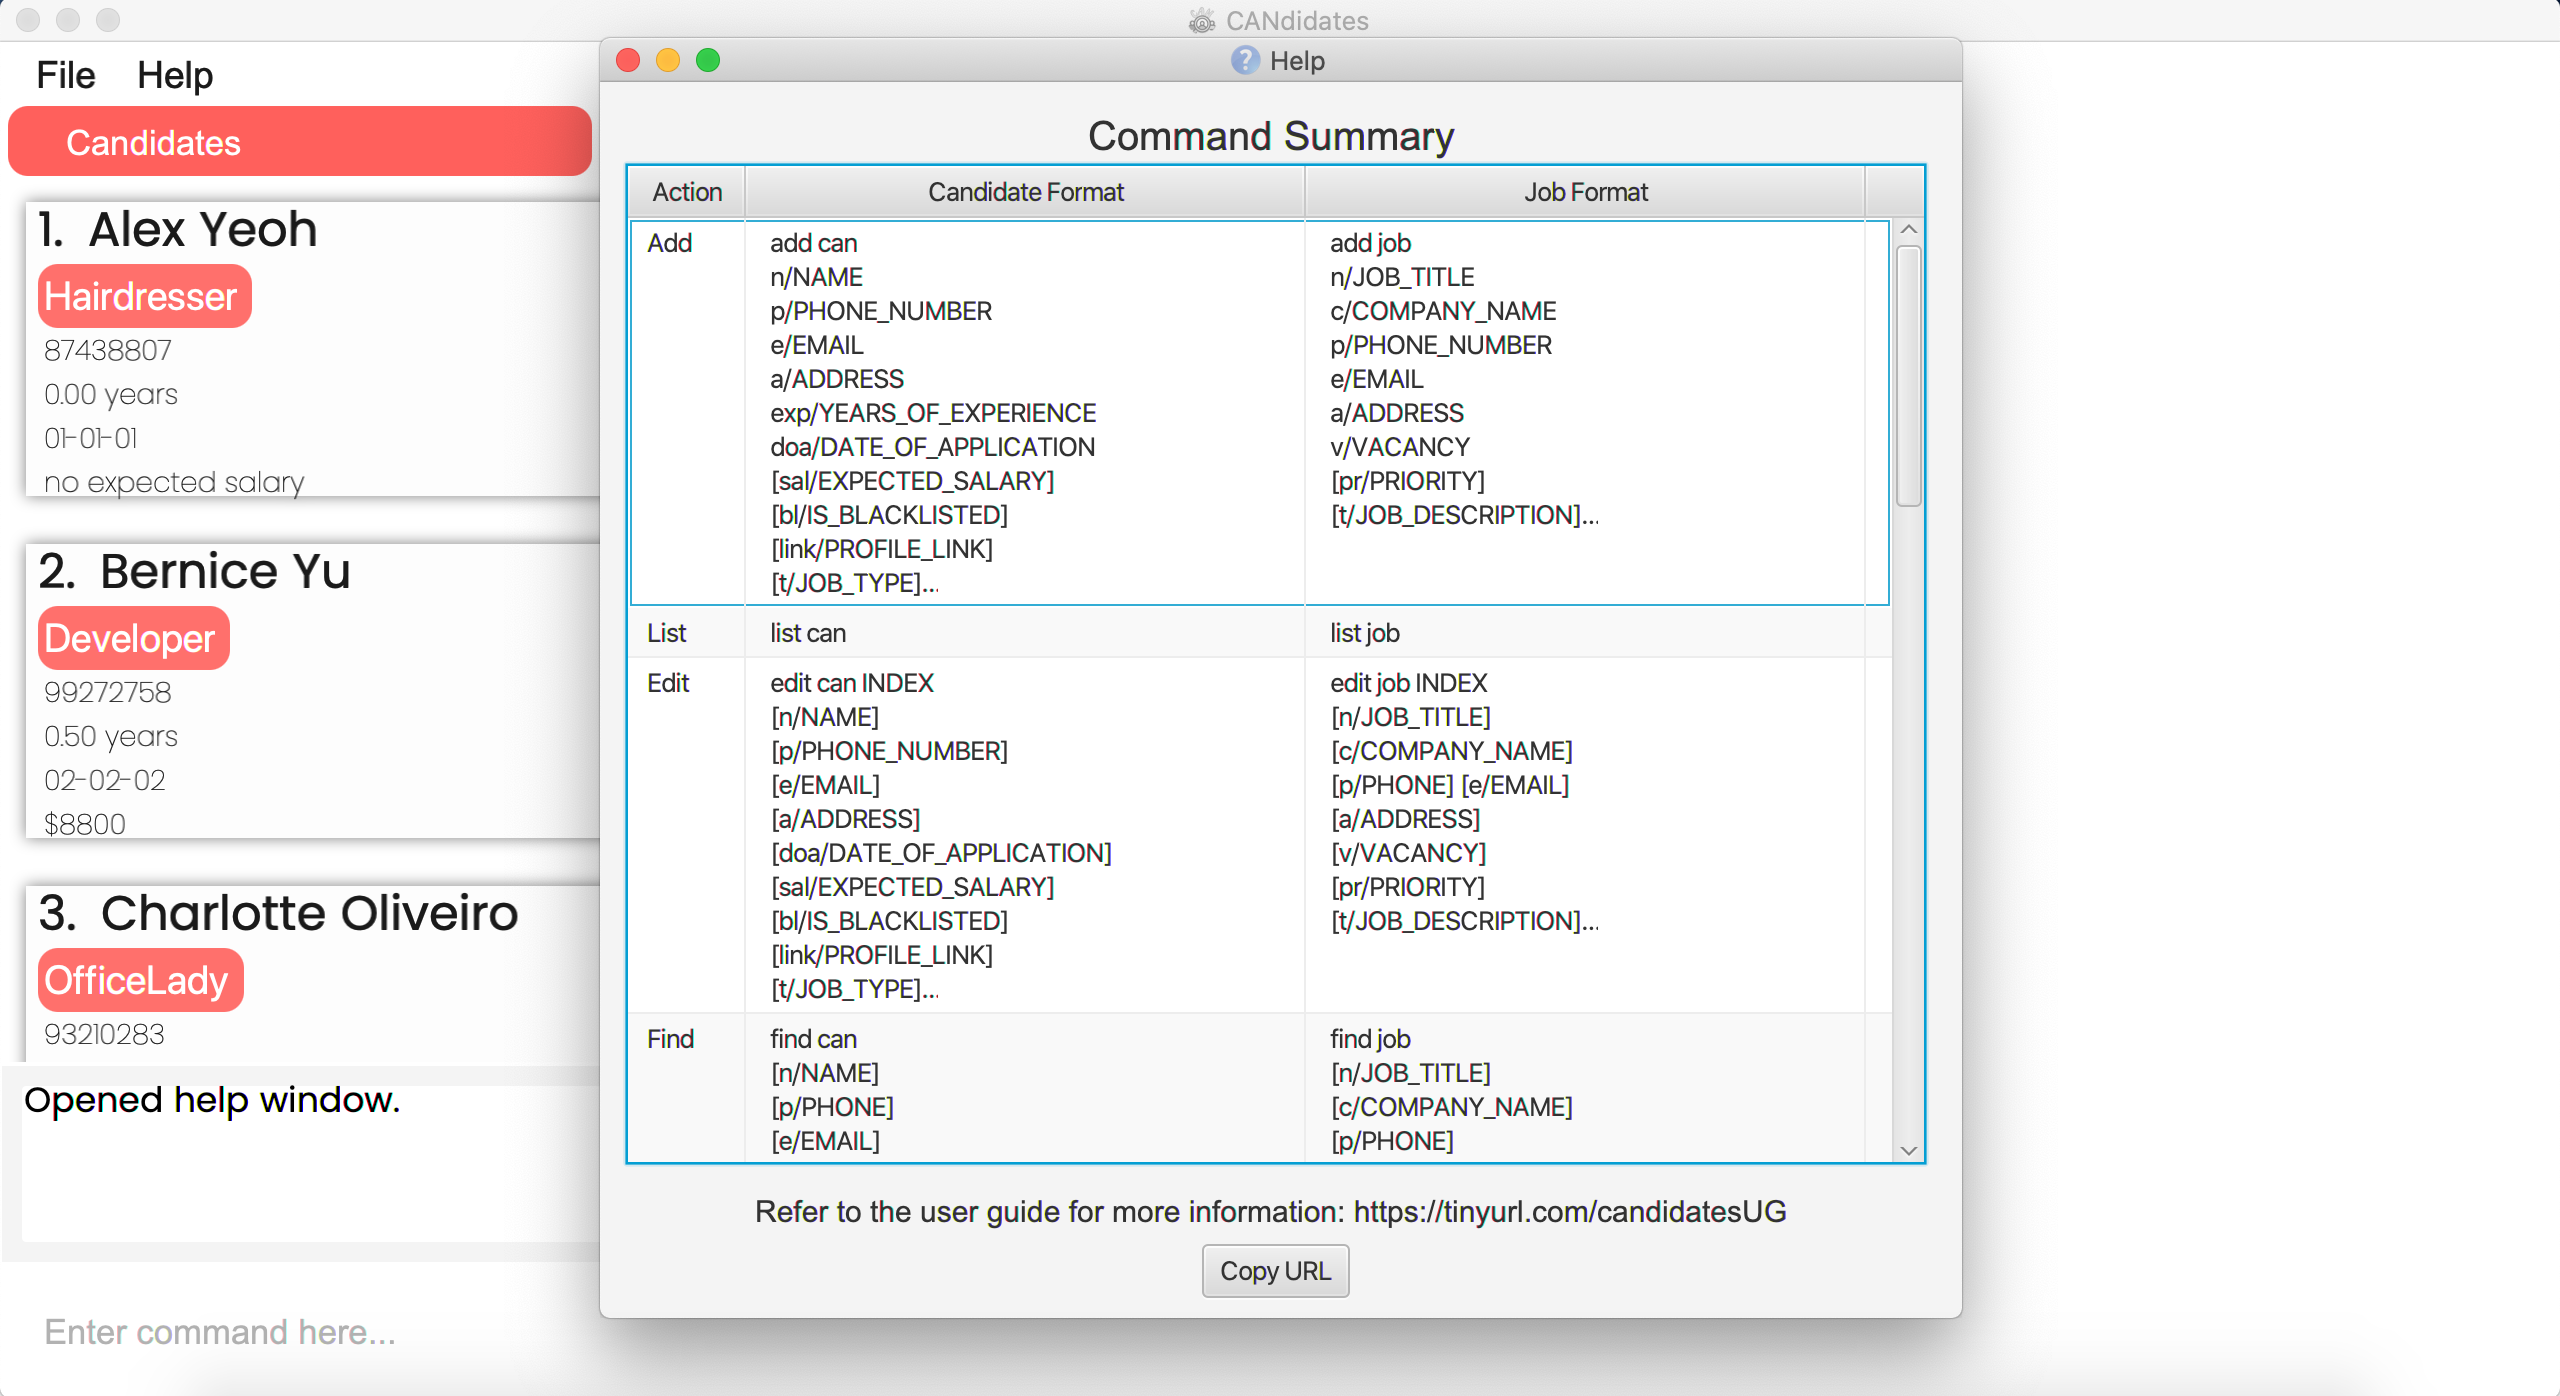 CANdidates
File Help
Candidates
1. Alex Yeoh
Hairdresser
87438807
0.00 years
01-01-01
no expected salary
2. Bernice Yu
Developer
99272758
0.50 years
02-02-02
$8800
3. Charlotte Oliveiro
OfficeLady
93210283
Opened help window.
Enter command here...
Help
Command Summary
Action Candidate Format Job Format
Add
add can
n/NAME
p/PHONE_NUMBER
e/EMAIL
a/ADDRESS
exp/YEARS_OF_EXPERIENCE
doa/DATE_OF_APPLICATION
[sal/EXPECTED_SALARY]
[bl/IS_BLACKLISTED]
[link/PROFILE_LINK]
[t/JOB_TYPE]...
add job
n/JOB_TITLE
c/COMPANY_NAME
p/PHONE_NUMBER
e/EMAIL
a/ADDRESS
v/VACANCY
[pr/PRIORITY]
[t/JOB_DESCRIPTION]...
List
list can
list job
Edit
edit can INDEX
[n/NAME]
[p/PHONE_NUMBER]
[e/EMAIL]
[a/ADDRESS]
[doa/DATE_OF_APPLICATION]
[sal/EXPECTED_SALARY]
[bl/IS_BLACKLISTED]
[link/PROFILE_LINK]
[t/JOB_TYPE]...
edit job INDEX
[n/JOB_TITLE]
[c/COMPANY_NAME]
[p/PHONE] [e/EMAIL]
[a/ADDRESS]
[v/VACANCY]
[pr/PRIORITY]
[t/JOB_DESCRIPTION]...
Find
find can
[n/NAME]
[p/PHONE]
[e/EMAIL]
find job
[n/JOB_TITLE]
[c/COMPANY_NAME]
[p/PHONE]
Refer to the user guide for more information: https://tinyurl.com/candidatesUG
Copy URL